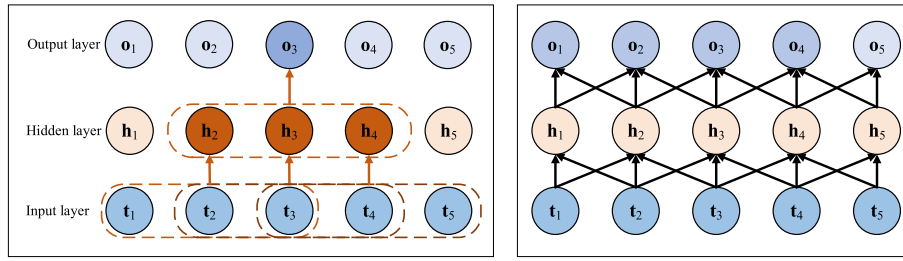 Output layer o₁ o₂ o₃ o₄ o₅ o₁ o₂ o₃ o₄ o₅
Hidden layer h₁ h₂ h₃ h₄ h₅ h₁ h₂ h₃ h₄ h₅
Input layer t₁ t₂ t₃ t₄ t₅ t₁ t₂ t₃ t₄ t₅